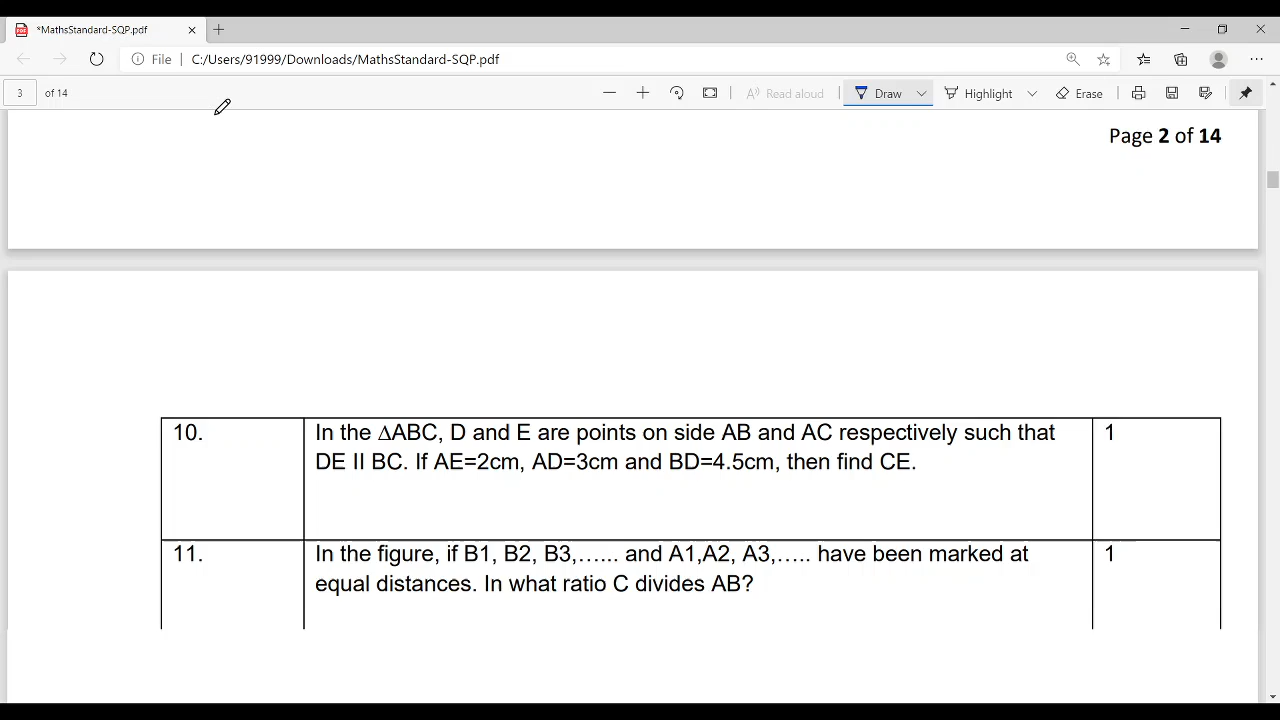 *MathsStandard-SQP.pdf
File | C:/Users/91999/Downloads/MathsStandard-SQP.pdf
3 of 14 Read aloud Draw Highlight Erase
Page 2 of 14
10. In the ∆ABC, D and E are points on side AB and AC respectively such that 1
DE II BC. If AE=2cm, AD=3cm and BD=4.5cm, then find CE.
11. In the figure, if B1, B2, B3,…... and A1,A2, A3,….. have been marked at 1
equal distances. In what ratio C divides AB?